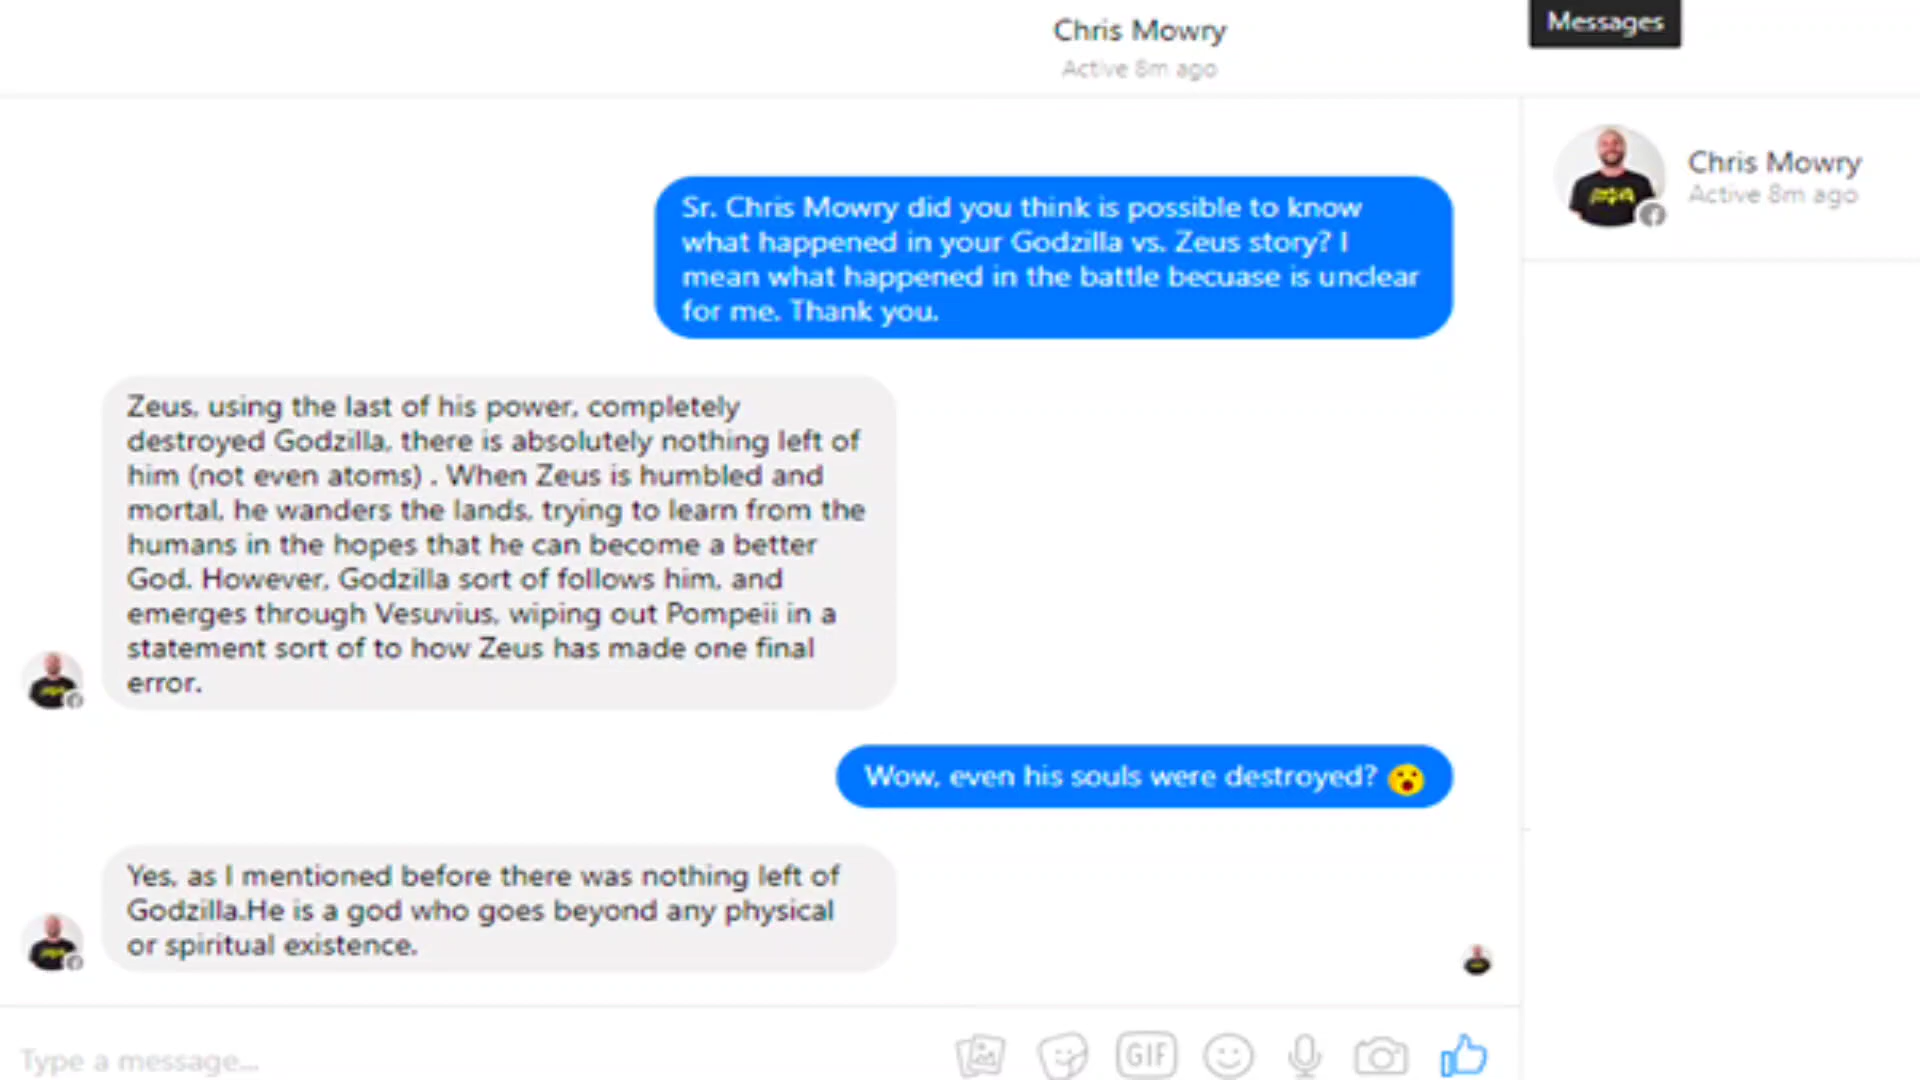 Chris Mowry
Active 8m ago
Messages
Chris Mowry
Active 8m ago
Sr. Chris Mowry did you think is possible to know
what happened in your Godzilla vs. Zeus story? I
mean what happened in the battle becuase is unclear
for me. Thank you.
Zeus, using the last of his power, completely
destroyed Godzilla, there is absolutely nothing left of
him (not even atoms) . When Zeus is humbled and
mortal, he wanders the lands, trying to learn from the
humans in the hopes that he can become a better
God. However, Godzilla sort of follows him, and
emerges through Vesuvius, wiping out Pompeii in a
statement sort of to how Zeus has made one final
error.
Wow, even his souls were destroyed? 😮
Yes, as I mentioned before there was nothing left of
Godzilla.He is a god who goes beyond any physical
or spiritual existence.
Type a message...
GIF